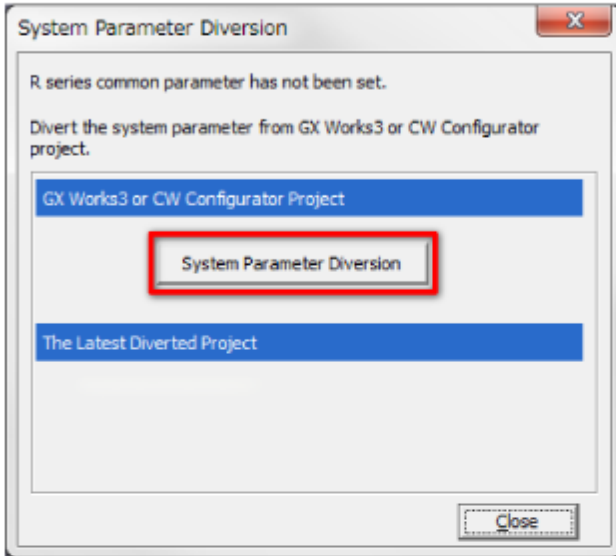 System Parameter Diversion
R series common parameter has not been set.
Divert the system parameter from GX Works3 or CW Configurator
project.
GX Works3 or CW Configurator Project
System Parameter Diversion
The Latest Diverted Project
Close